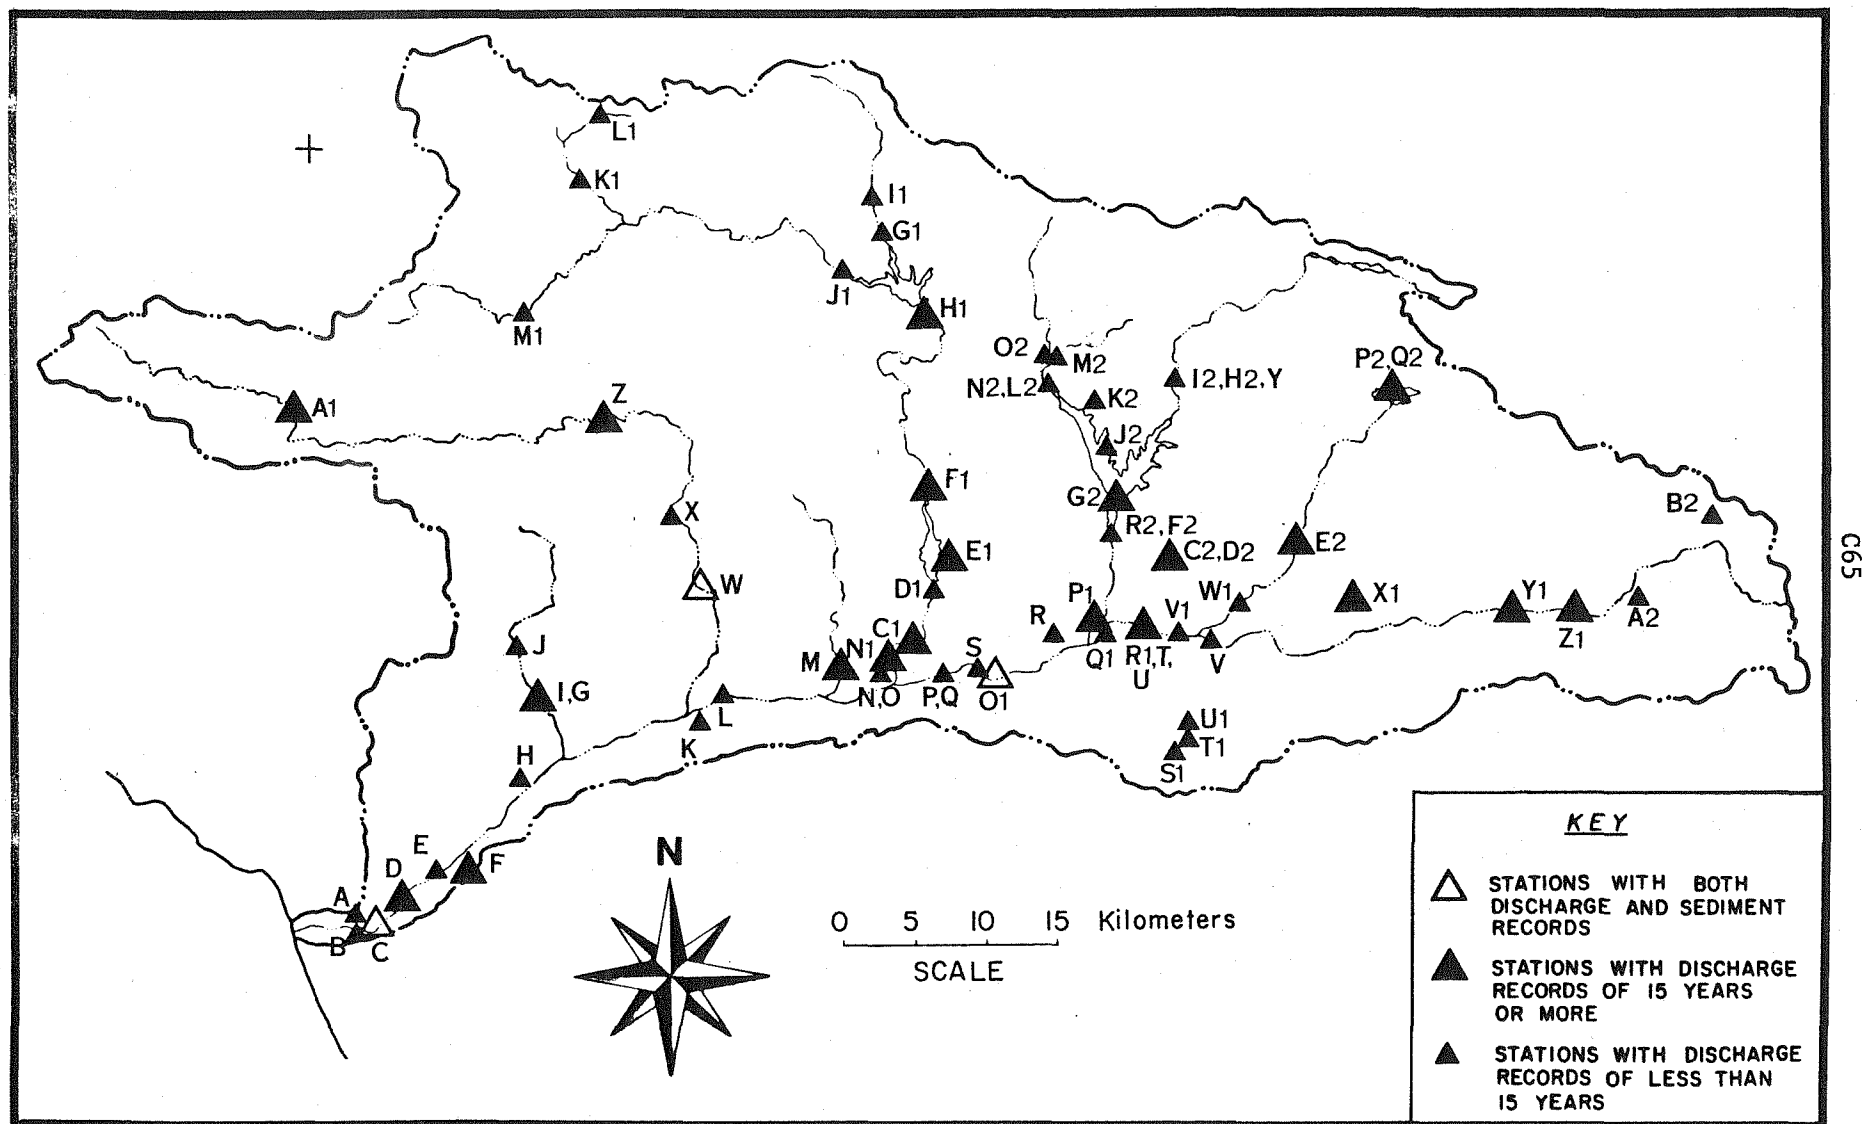 L1
K1
I1
G1
J1
H1
M1
O2
M2
P2,Q2
N2,L2
K2
I2,H2,Y
A1
Z
J2
F1
G2
B2
X
R2,F2
E1
C2,D2
E2
C65
W
D1
P1
W1
X1
Y1
R
V1
C1
N1
J
M
S
Q1
R1,T,
U
V
Z1
A2
I,G
L
N,O
P,Q
O1
K
U1
T1
S1
H
E
D
F
A
B
C
N
0 5 10 15 Kilometers
SCALE
KEY
STATIONS WITH BOTH
DISCHARGE AND SEDIMENT
RECORDS
STATIONS WITH DISCHARGE
RECORDS OF 15 YEARS
OR MORE
STATIONS WITH DISCHARGE
RECORDS OF LESS THAN
15 YEARS